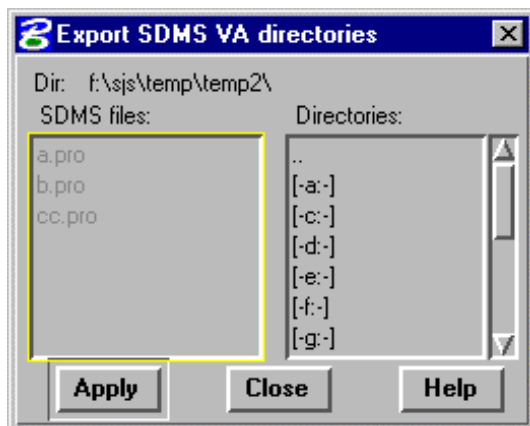 Export SDMS VA directories
Dir: f:\sjs\temp\temp2\
SDMS files:
a.pro
b.pro
cc.pro
Directories:
..
[-a:-]
[-c:-]
[-d:-]
[-e:-]
[-f:-]
[-g:-]
Apply Close Help